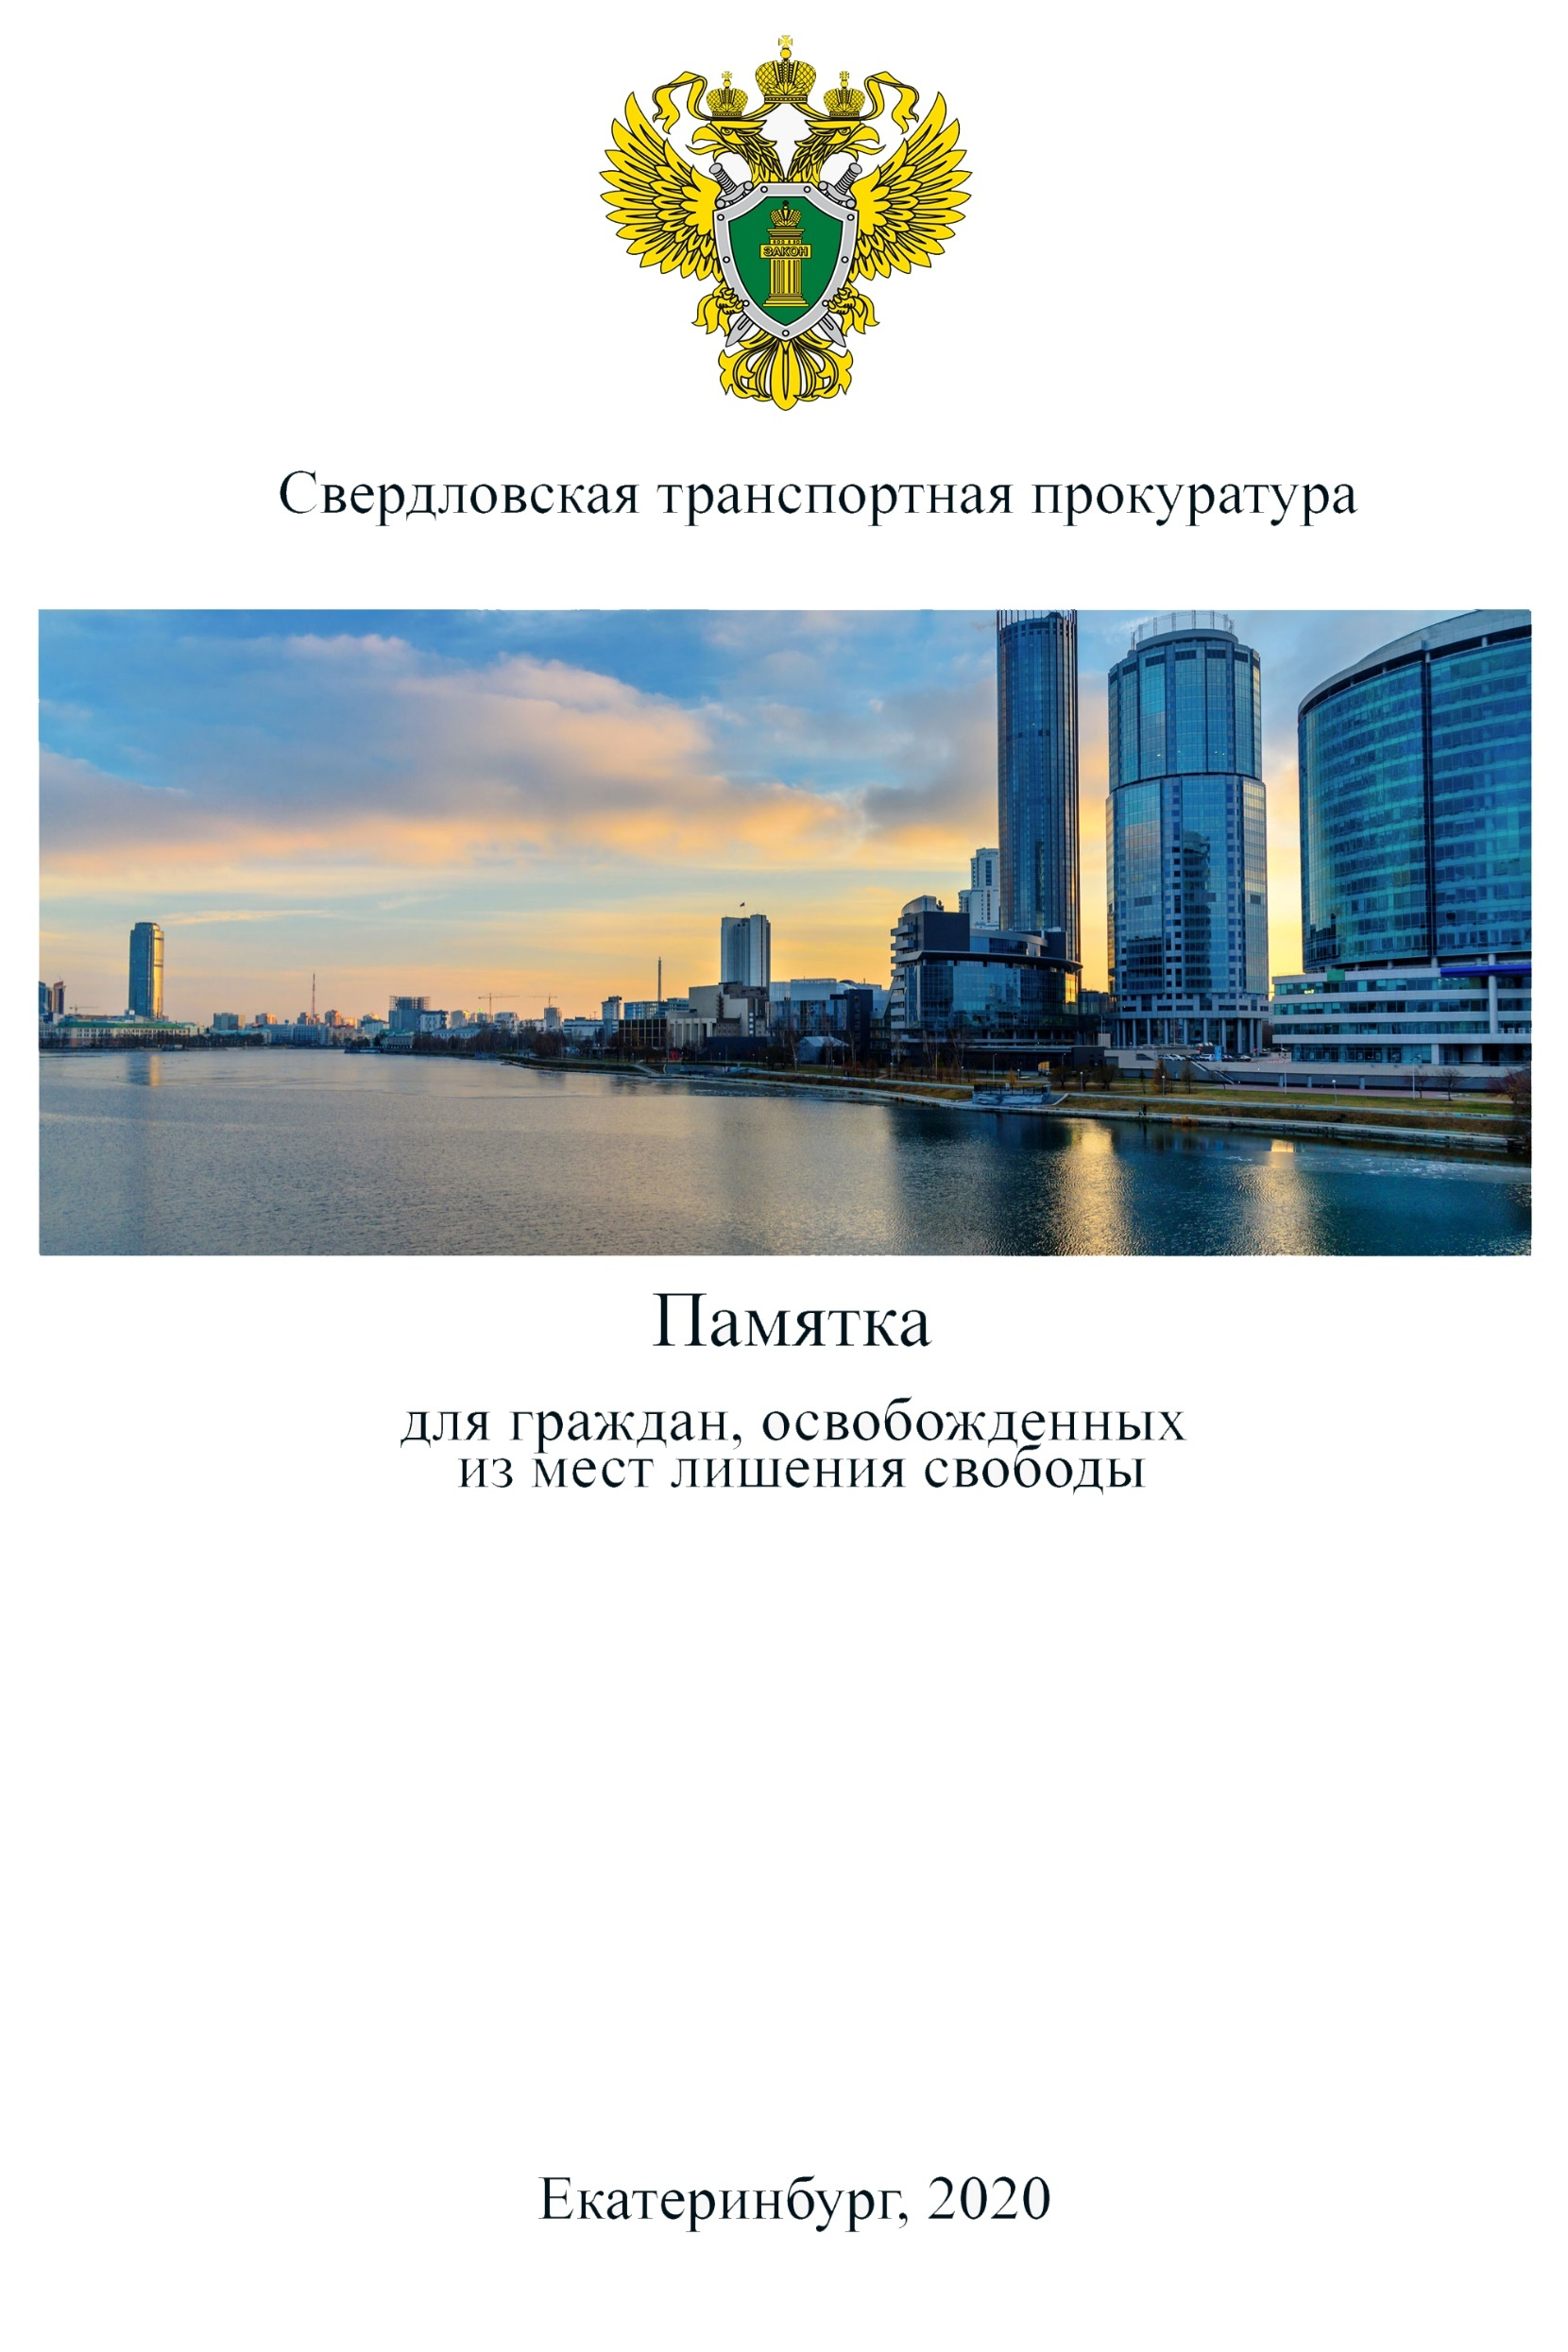 ЗАКОН
Свердловская транспортная прокуратура
Памятка
для граждан, освобожденных
из мест лишения свободы
Екатеринбург, 2020